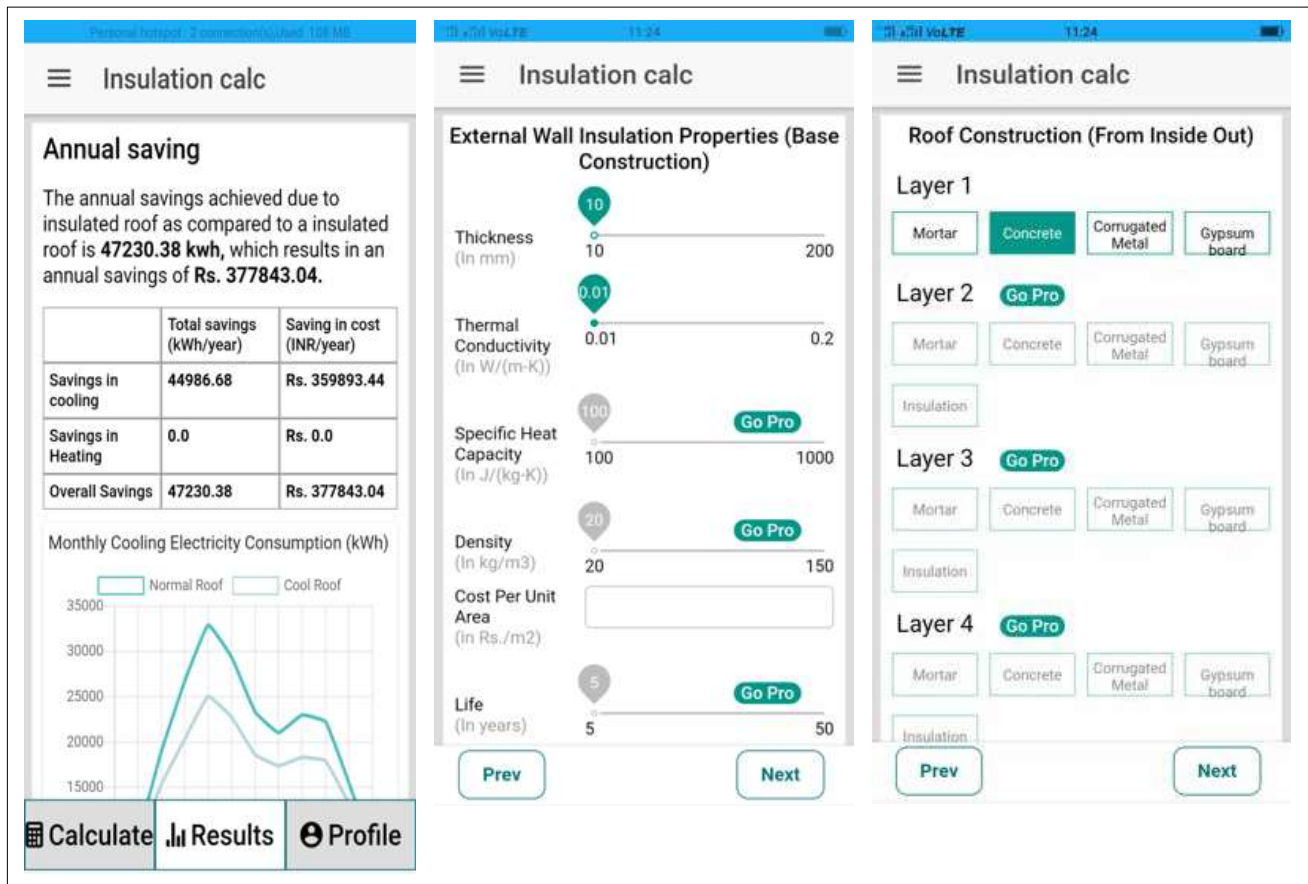 Personal hotspot: 2 connection(s),Used: 108 MB
Insulation calc
Annual saving
The annual savings achieved due to
insulated roof as compared to a insulated
roof is 47230.38 kwh, which results in an
annual savings of Rs. 377843.04.
Total savings (kWh/year) Saving in cost (INR/year)
Savings in cooling 44986.68 Rs. 359893.44
Savings in Heating 0.0 Rs. 0.0
Overall Savings 47230.38 Rs. 377843.04
Monthly Cooling Electricity Consumption (kWh)
Normal Roof Cool Roof
35000
30000
25000
20000
15000
Calculate Results Profile
VoLTE 11:24
Insulation calc
External Wall Insulation Properties (Base
Construction)
10
Thickness
(In mm)
10 200
0.01
Thermal
Conductivity
(In W/(m-K))
0.01 0.2
100
Go Pro
Specific Heat
Capacity
(In J/(kg-K))
100 1000
20
Go Pro
Density
(In kg/m3)
20 150
Cost Per Unit
Area
(in Rs./m2)
5
Go Pro
Life
(In years)
5 50
Prev Next
VoLTE 11:24
Insulation calc
Roof Construction (From Inside Out)
Layer 1
Mortar Concrete Corrugated Metal Gypsum board
Layer 2 Go Pro
Mortar Concrete Corrugated Metal Gypsum board
Insulation
Layer 3 Go Pro
Mortar Concrete Corrugated Metal Gypsum board
Insulation
Layer 4 Go Pro
Mortar Concrete Corrugated Metal Gypsum board
Insulation
Prev Next